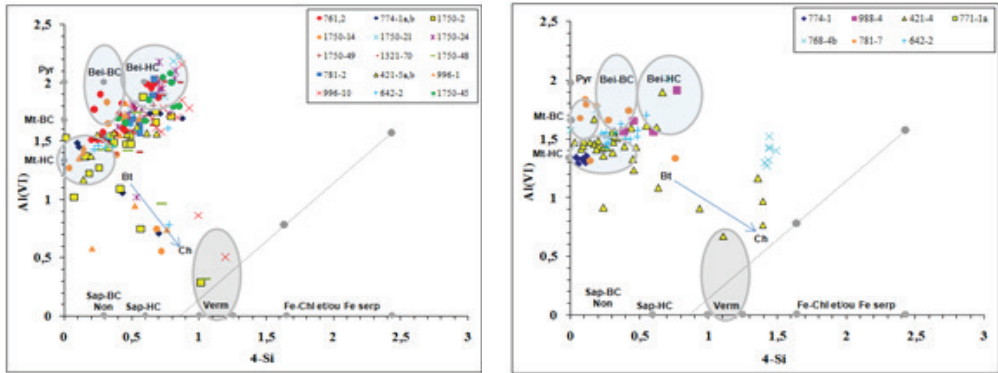 761,2 774-1a,b 1750-2
1750-14 1750-21 1750-24
1750-49 1321-70 1750-48
781-2 421-5a,b 996-1
996-10 642-2 1750-45
2,5
2
1,5
1
0,5
0
Al(VI)
Pyr
Bei-BC
Bei-HC
Mt-BC
Mt-HC
Bt
Ch
Sap-BC
Non
Sap-HC
Verm
Fe-Chl et/ou Fe serp
0 0,5 1 1,5 2 2,5 3
4-Si
774-1 988-4 421-4 771-1a
768-4b 781-7 642-2
2,5
2
1,5
1
0,5
0
Al(VI)
Pyr
Bei-BC
Bei-HC
Mt-BC
Mt-HC
Bt
Ch
Sap-BC
Non
Sap-HC
Verm
Fe-Chl et/ou Fe serp
0 0,5 1 1,5 2 2,5 3
4-Si